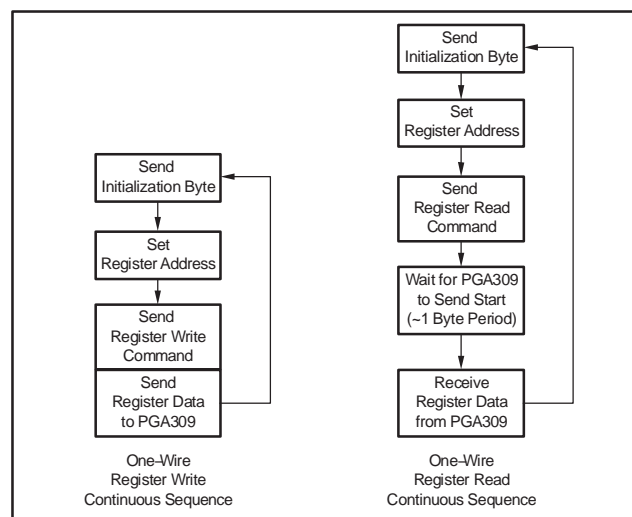 Send
Initialization Byte
Set
Register Address
Send
Register Write
Command
Send
Register Data
to PGA309
One-Wire
Register Write
Continuous Sequence
Send
Initialization Byte
Set
Register Address
Send
Register Read
Command
Wait for PGA309
to Send Start
(~1 Byte Period)
Receive
Register Data
from PGA309
One-Wire
Register Read
Continuous Sequence